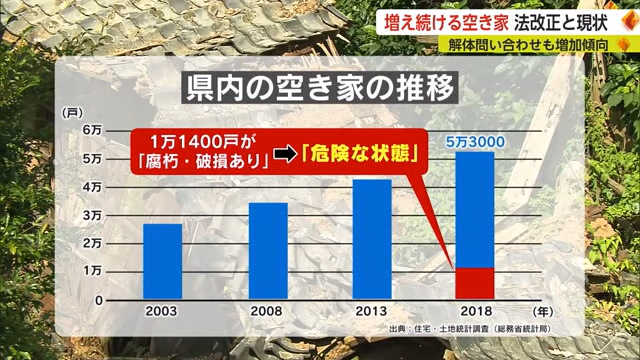 増え続ける空き家 法改正と現状
解体問い合わせも増加傾向
県内の空き家の推移
(戸)
6万
5万
4万
3万
2万
1万
0
1万1400戸が
「腐朽・破損あり」➡「危険な状態」
5万3000
2003 2008 2013 2018 (年)
出典：住宅・土地統計調査（総務省統計局）